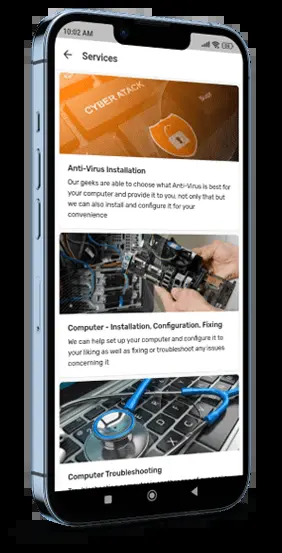 10:02 AM
Services
CYBER ATACK
Anti-Virus Installation
Our geeks are able to choose what Anti-Virus is best for
your computer and provide it to you, not only that but
we can also install and configure it for your
convenience
Computer - Installation, Configuration, Fixing
We can help set up your computer and configure it to
your liking as well as fixing or troubleshoot any issues
concerning it
Computer Troubleshooting